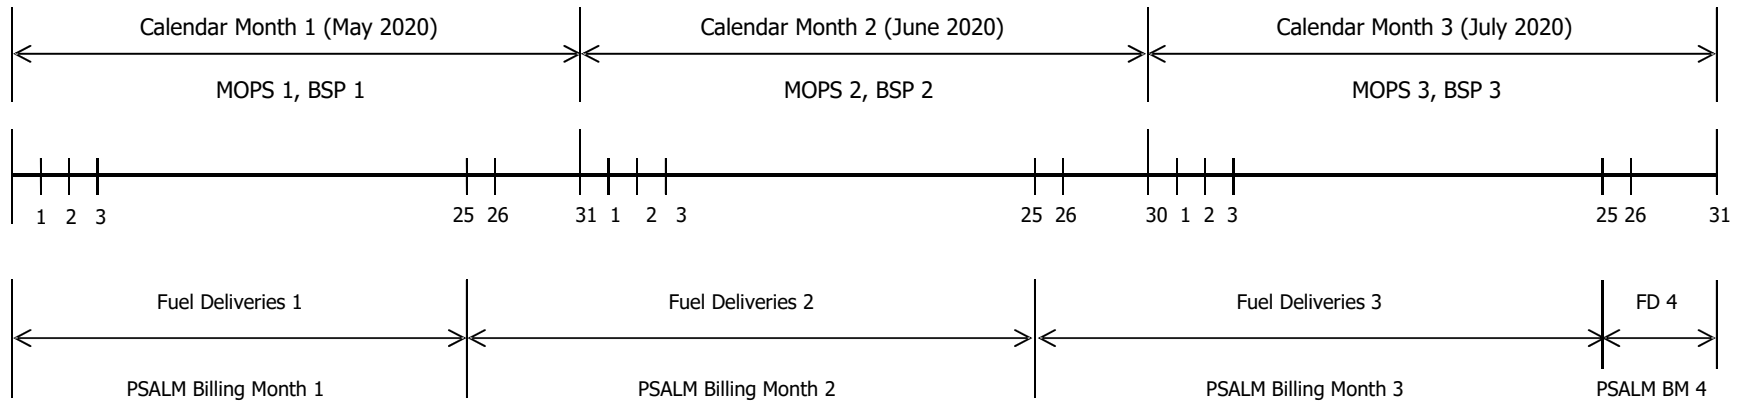 Calendar Month 1 (May 2020) Calendar Month 2 (June 2020) Calendar Month 3 (July 2020)
MOPS 1, BSP 1 MOPS 2, BSP 2 MOPS 3, BSP 3
1 2 3 25 26 31 1 2 3 25 26 30 1 2 3 25 26 31
Fuel Deliveries 1 Fuel Deliveries 2 Fuel Deliveries 3 FD 4
PSALM Billing Month 1 PSALM Billing Month 2 PSALM Billing Month 3 PSALM BM 4